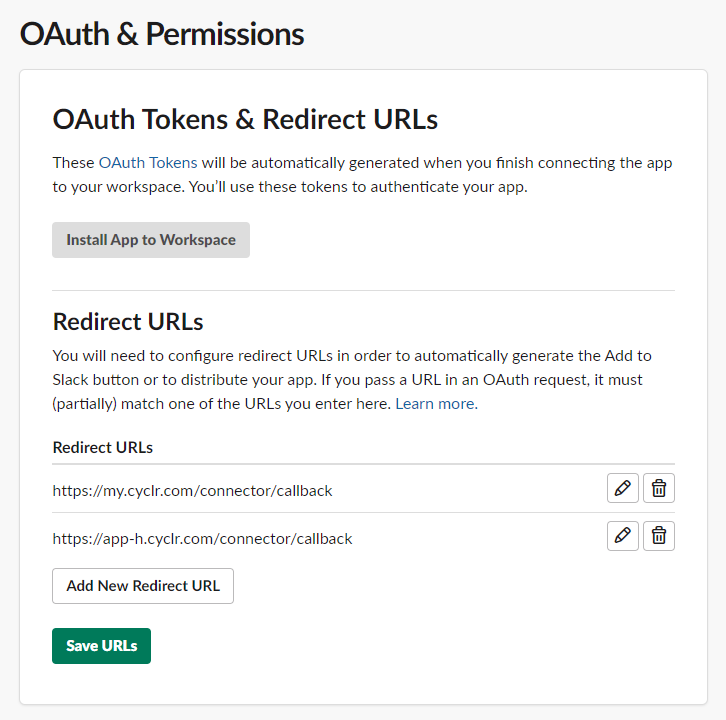 OAuth & Permissions
OAuth Tokens & Redirect URLs
These OAuth Tokens will be automatically generated when you finish connecting the app
to your workspace. You’ll use these tokens to authenticate your app.
Install App to Workspace
Redirect URLs
You will need to configure redirect URLs in order to automatically generate the Add to
Slack button or to distribute your app. If you pass a URL in an OAuth request, it must
(partially) match one of the URLs you enter here. Learn more.
Redirect URLs
https://my.cyclr.com/connector/callback
https://app-h.cyclr.com/connector/callback
Add New Redirect URL
Save URLs